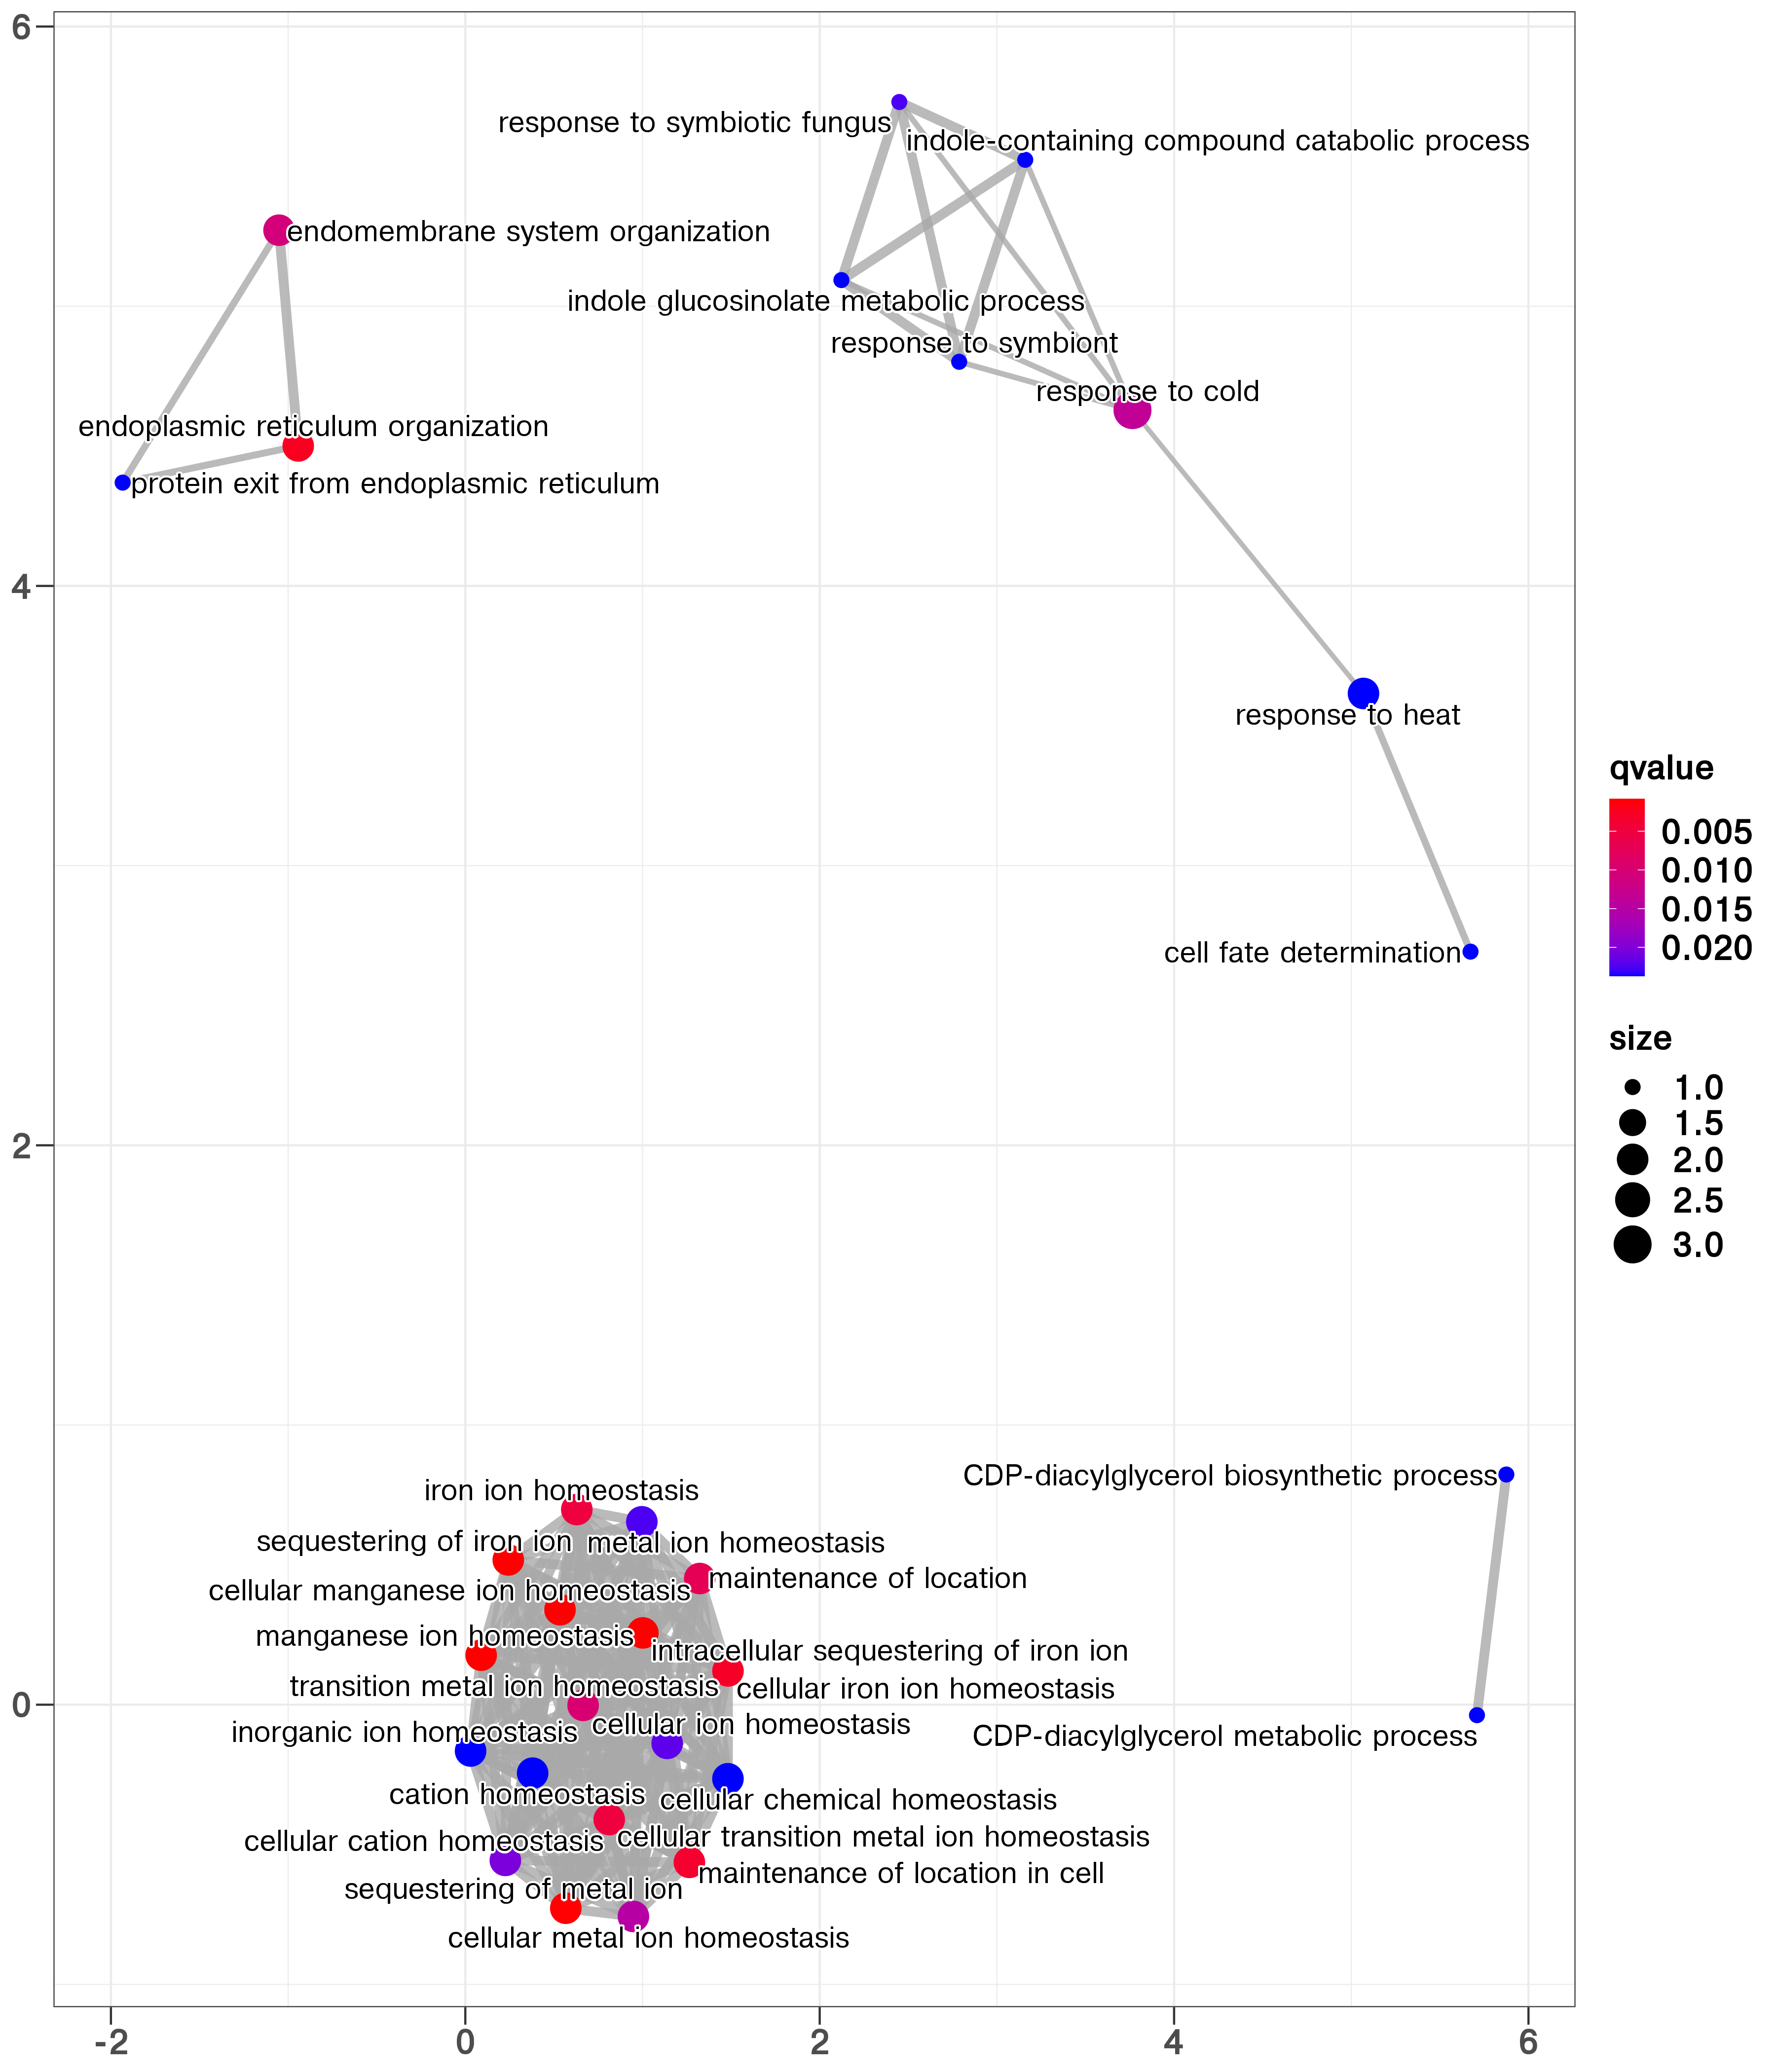 6
response to symbiotic fungus
indole-containing compound catabolic process
endomembrane system organization
indole glucosinolate metabolic process
response to symbiont
response to cold
endoplasmic reticulum organization
protein exit from endoplasmic reticulum
4
response to heat
qvalue
0.005
0.010
0.015
0.020
cell fate determination
size
1.0
1.5
2.0
2.5
3.0
2
CDP-diacylglycerol biosynthetic process
iron ion homeostasis
sequestering of iron ion
metal ion homeostasis
maintenance of location
cellular manganese ion homeostasis
manganese ion homeostasis
intracellular sequestering of iron ion
transition metal ion homeostasis
cellular iron ion homeostasis
0
cellular ion homeostasis
inorganic ion homeostasis
CDP-diacylglycerol metabolic process
cation homeostasis
cellular chemical homeostasis
cellular cation homeostasis
cellular transition metal ion homeostasis
maintenance of location in cell
sequestering of metal ion
cellular metal ion homeostasis
-2
0
2
4
6